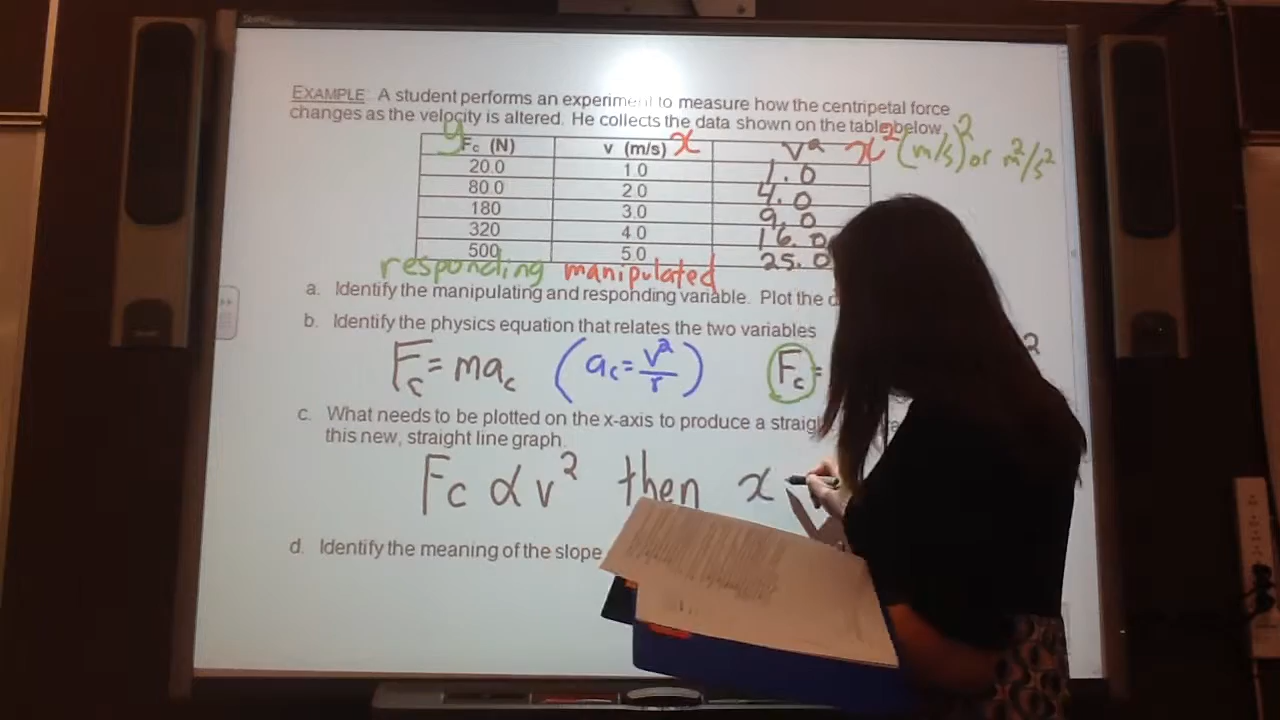 EXAMPLE: A student performs an experiment to measure how the centripetal force
changes as the velocity is altered. He collects the data shown on the table below.
y Fc (N) v (m/s) x v² x² (m/s)² or m²/s²
20.0 1.0 1.0
80.0 2.0 4.0
180 3.0 9.0
320 4.0 16.0
500 5.0 25.0
responding manipulated
a. Identify the manipulating and responding variable. Plot the
b. Identify the physics equation that relates the two variables
Fc = mac (ac = v²/r) Fc = 2
c. What needs to be plotted on the x-axis to produce a
this new, straight line graph.
Fc ∝ v² then x
d. Identify the meaning of the slope